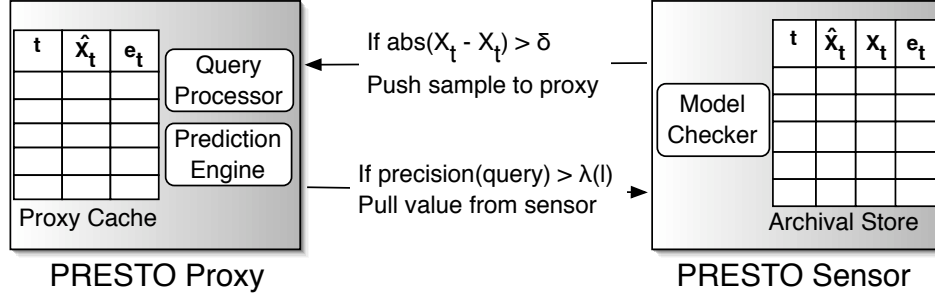 t X̂t et
Query
Processor
Prediction
Engine
Proxy Cache
PRESTO Proxy
If abs(Xt - Xt) > δ
Push sample to proxy
If precision(query) > λ(l)
Pull value from sensor
t X̂t Xt et
Model
Checker
Archival Store
PRESTO Sensor